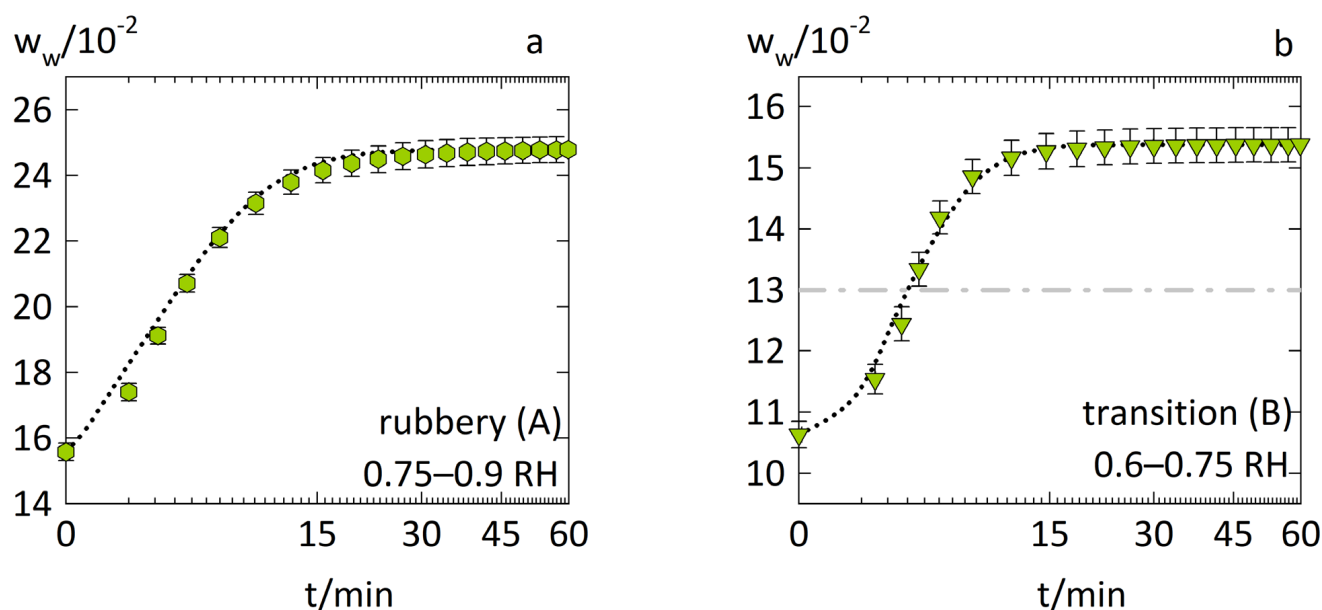 w_w/10^-2
a
26
24
22
20
18
16
14
rubbery (A)
0.75–0.9 RH
0 15 30 45 60
t/min
w_w/10^-2
b
16
15
14
13
12
11
10
transition (B)
0.6–0.75 RH
0 15 30 45 60
t/min